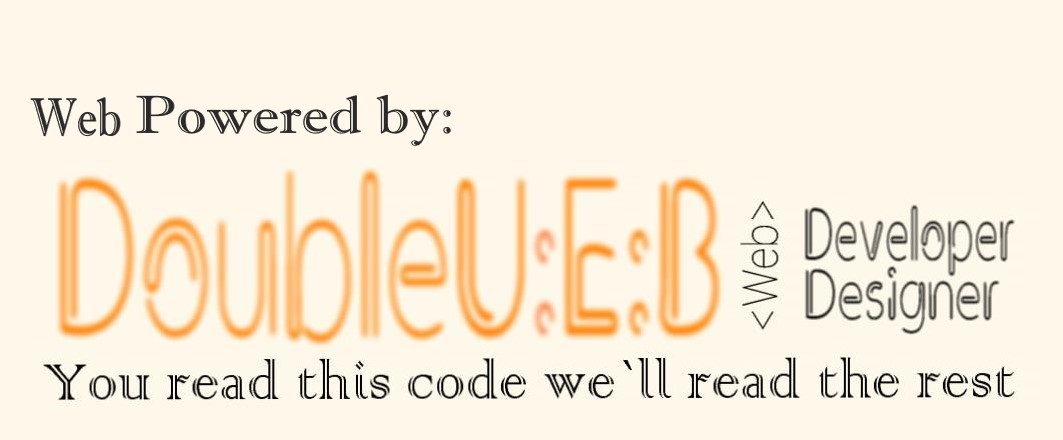 Web Powered by:
DoubleU:E:B
<Web>
Developer
Designer
You read this code we`ll read the rest